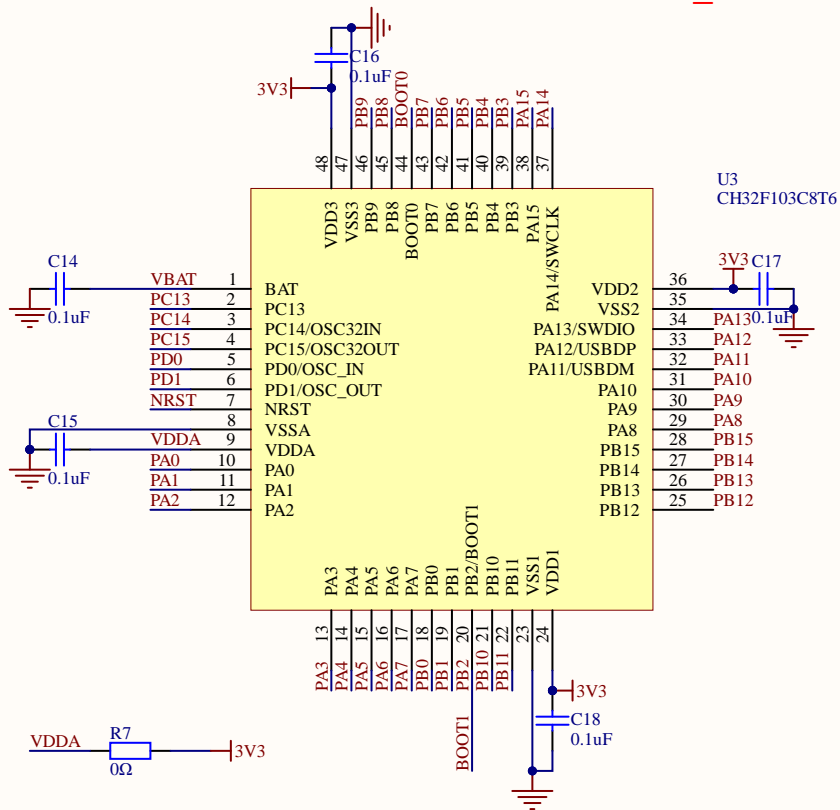 C16
0.1uF
3V3
PB9
PB8
BOOT0
PB7
PB6
PB5
PB4
PB3
PA15
PA14
48
47
46
45
44
43
42
41
40
39
38
37
VDD3
VSS3
PB9
PB8
BOOT0
PB7
PB6
PB5
PB4
PB3
PA15
PA14/SWCLK
U3
CH32F103C8T6
C14
0.1uF
VBAT 1 BAT
PC13 2 PC13
PC14 3 PC14/OSC32IN
PC15 4 PC15/OSC32OUT
PD0 5 PD0/OSC_IN
PD1 6 PD1/OSC_OUT
NRST 7 NRST
8 VSSA
VDDA 9 VDDA
PA0 10 PA0
PA1 11 PA1
PA2 12 PA2
C15
0.1uF
3V3 C17
0.1uF
VDD2 36
VSS2 35
PA13/SWDIO 34 PA13
PA12/USBDP 33 PA12
PA11/USBDM 32 PA11
PA10 31 PA10
PA9 30 PA9
PA8 29 PA8
PB15 28 PB15
PB14 27 PB14
PB13 26 PB13
PB12 25 PB12
PA3
PA4
PA5
PA6
PA7
PB0
PB1
PB2/BOOT1
PB10
PB11
VSS1
VDD1
13
14
15
16
17
18
19
20
21
22
23
24
PA3
PA4
PA5
PA6
PA7
PB0
PB1
PB2
PB10
PB11
BOOT1
3V3
C18
0.1uF
VDDA
R7
0Ω
3V3